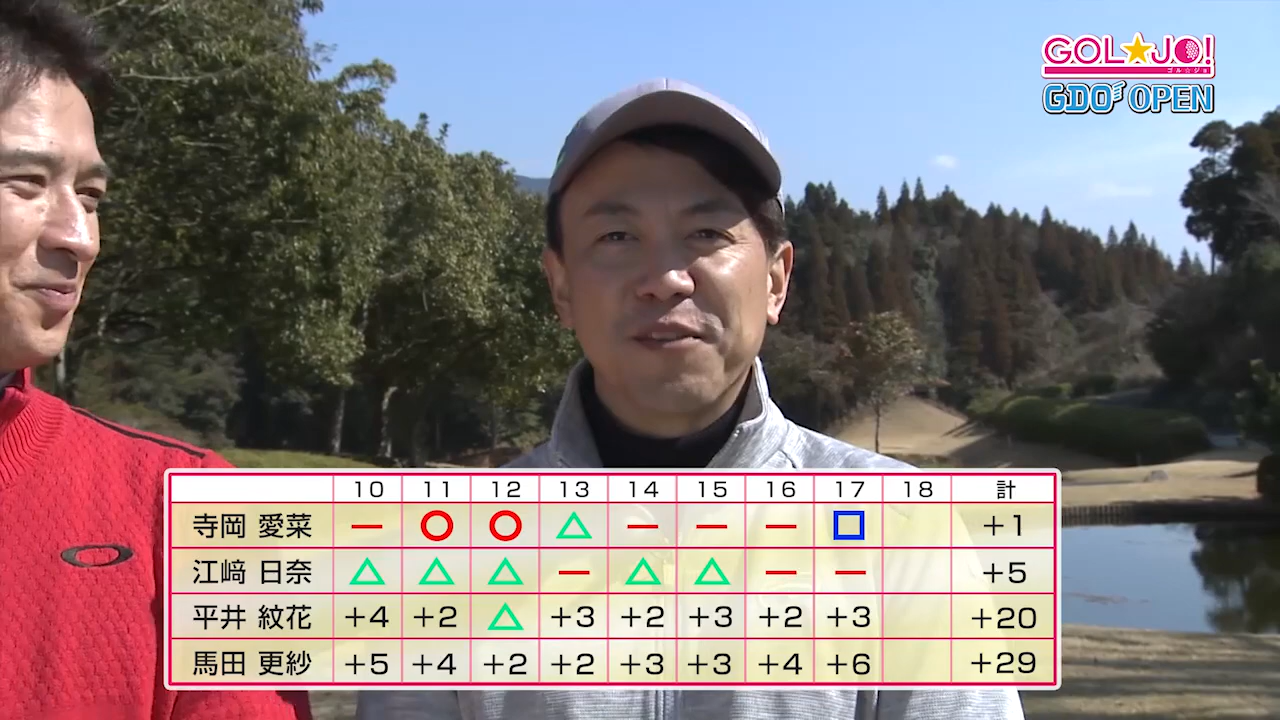 GOL★JO!
ゴル☆ジョ
GDO OPEN
10 11 12 13 14 15 16 17 18 計
寺岡 愛菜 － ○ ○ △ － － － □ +1
江﨑 日奈 △ △ △ － △ △ － － +5
平井 紋花 +4 +2 △ +3 +2 +3 +2 +3 +20
馬田 更紗 +5 +4 +2 +2 +3 +3 +4 +6 +29